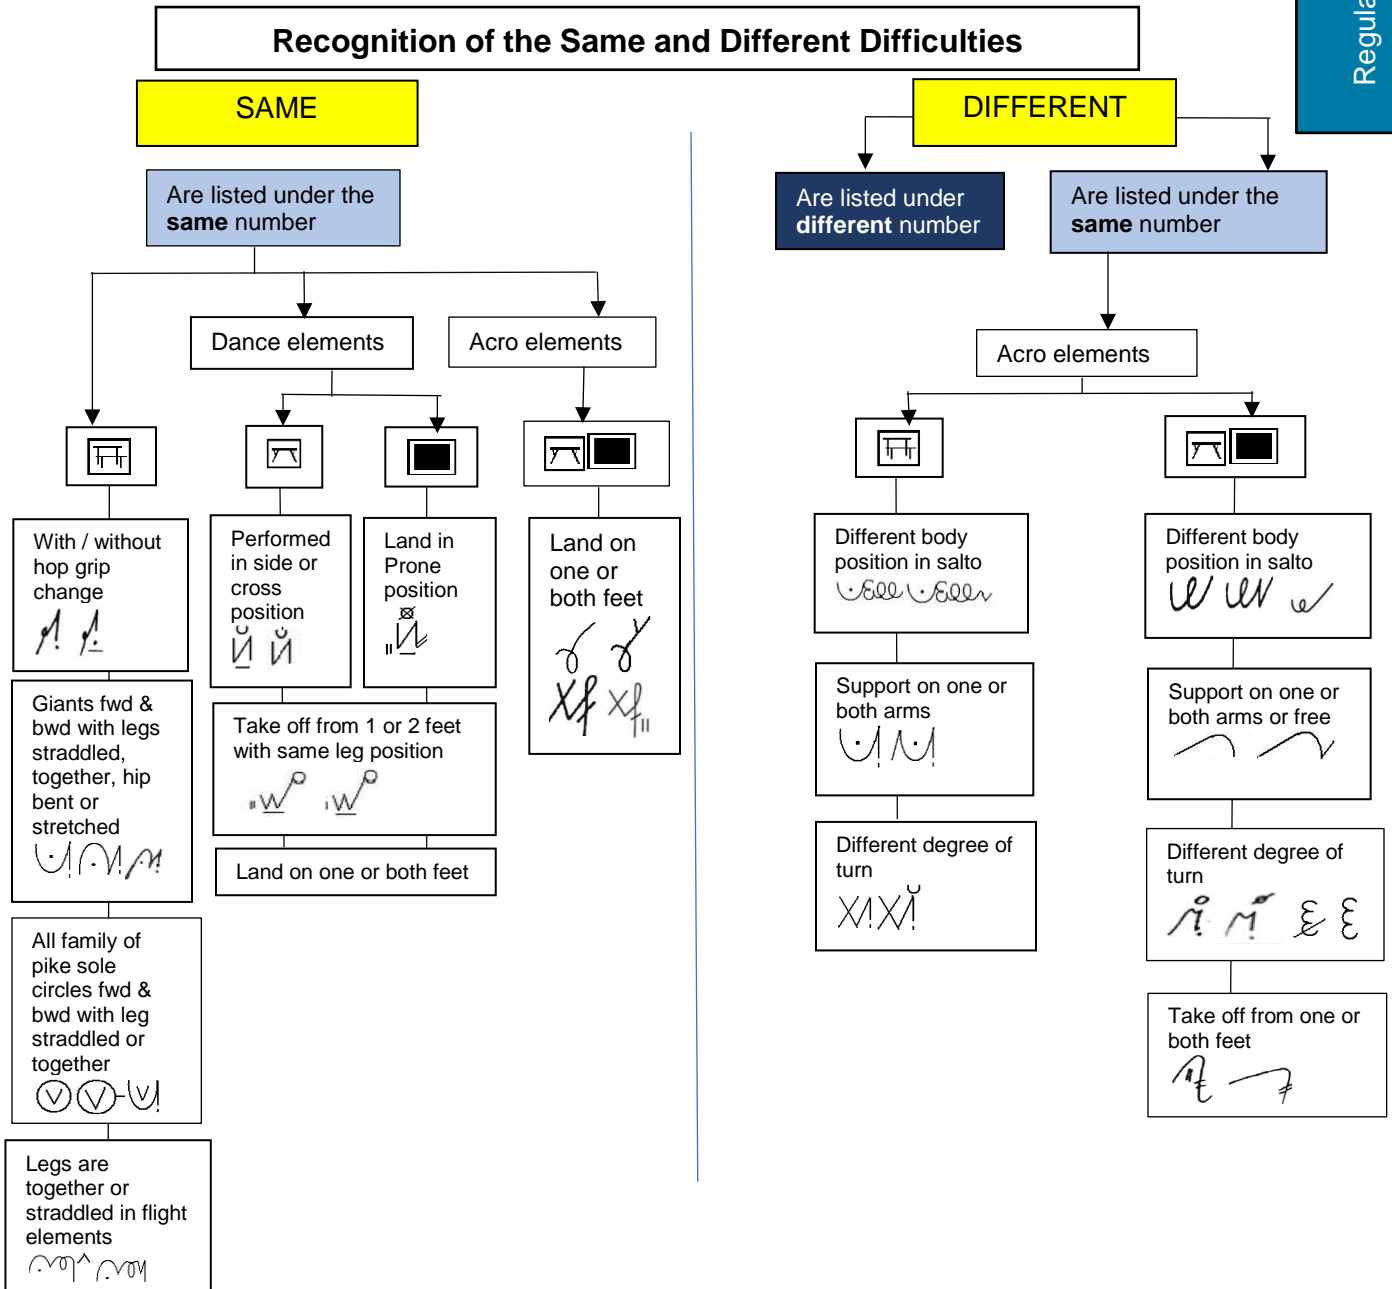 Regula
Recognition of the Same and Different Difficulties
SAME
Are listed under the
same number
Dance elements
Acro elements
With / without
hop grip
change
Giants fwd &
bwd with legs
straddled,
together, hip
bent or
stretched
All family of
pike sole
circles fwd &
bwd with leg
straddled or
together
Legs are
together or
straddled in flight
elements
Performed
in side or
cross
position
Land in
Prone
position
Take off from 1 or 2 feet
with same leg position
Land on one or both feet
Land on
one or
both feet
DIFFERENT
Are listed under
different number
Are listed under the
same number
Acro elements
Different body
position in salto
Support on one or
both arms
Different degree of
turn
Different body
position in salto
Support on one or
both arms or free
Different degree of
turn
Take off from one or
both feet